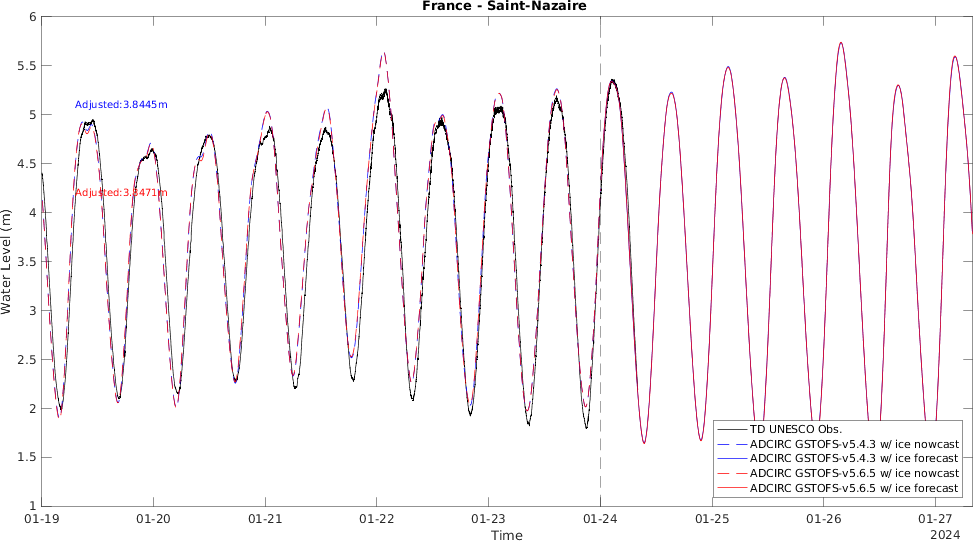 France - Saint-Nazaire
Water Level (m)
6
5.5
5
4.5
4
3.5
3
2.5
2
1.5
1
Adjusted:3.8445m
TD UNESCO Obs.
ADCIRC GSTOFS-v5.4.3 w/ ice nowcast
ADCIRC GSTOFS-v5.4.3 w/ ice forecast
ADCIRC GSTOFS-v5.6.5 w/ ice nowcast
ADCIRC GSTOFS-v5.6.5 w/ ice forecast
01-19 01-20 01-21 01-22 01-23 01-24 01-25 01-26 01-27
Time
2024